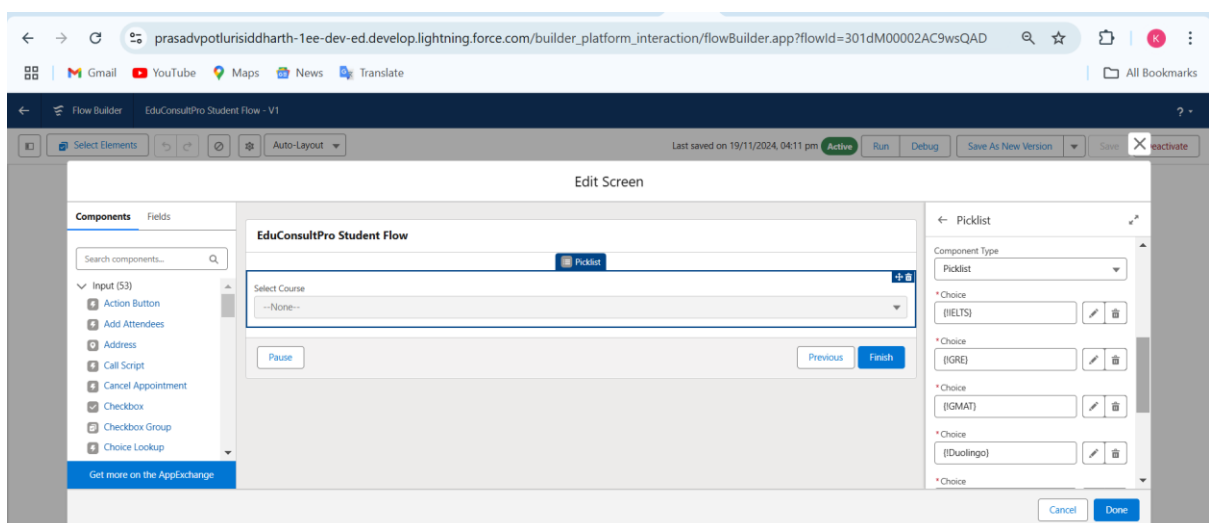 prasadvpotlurisiddharth-1ee-dev-ed.develop.lightning.force.com/builder_platform_interaction/flowBuilder.app?flowId=301dM00002AC9wsQAD
K
Gmail YouTube Maps News Translate All Bookmarks
Flow Builder EduConsultPro Student Flow - V1 ?
Select Elements Auto-Layout Last saved on 19/11/2024, 04:11 pm Active Run Debug Save As New Version Save eactivate
Edit Screen
Components Fields
Search components...
Input (53)
Action Button
Add Attendees
Address
Call Script
Cancel Appointment
Checkbox
Checkbox Group
Choice Lookup
Get more on the AppExchange
EduConsultPro Student Flow
Picklist
Select Course
--None--
Pause Previous Finish
Picklist
Component Type
Picklist
*Choice
{!IELTS}
*Choice
{!GRE}
*Choice
{!GMAT}
*Choice
{!Duolingo}
*Choice
Cancel Done